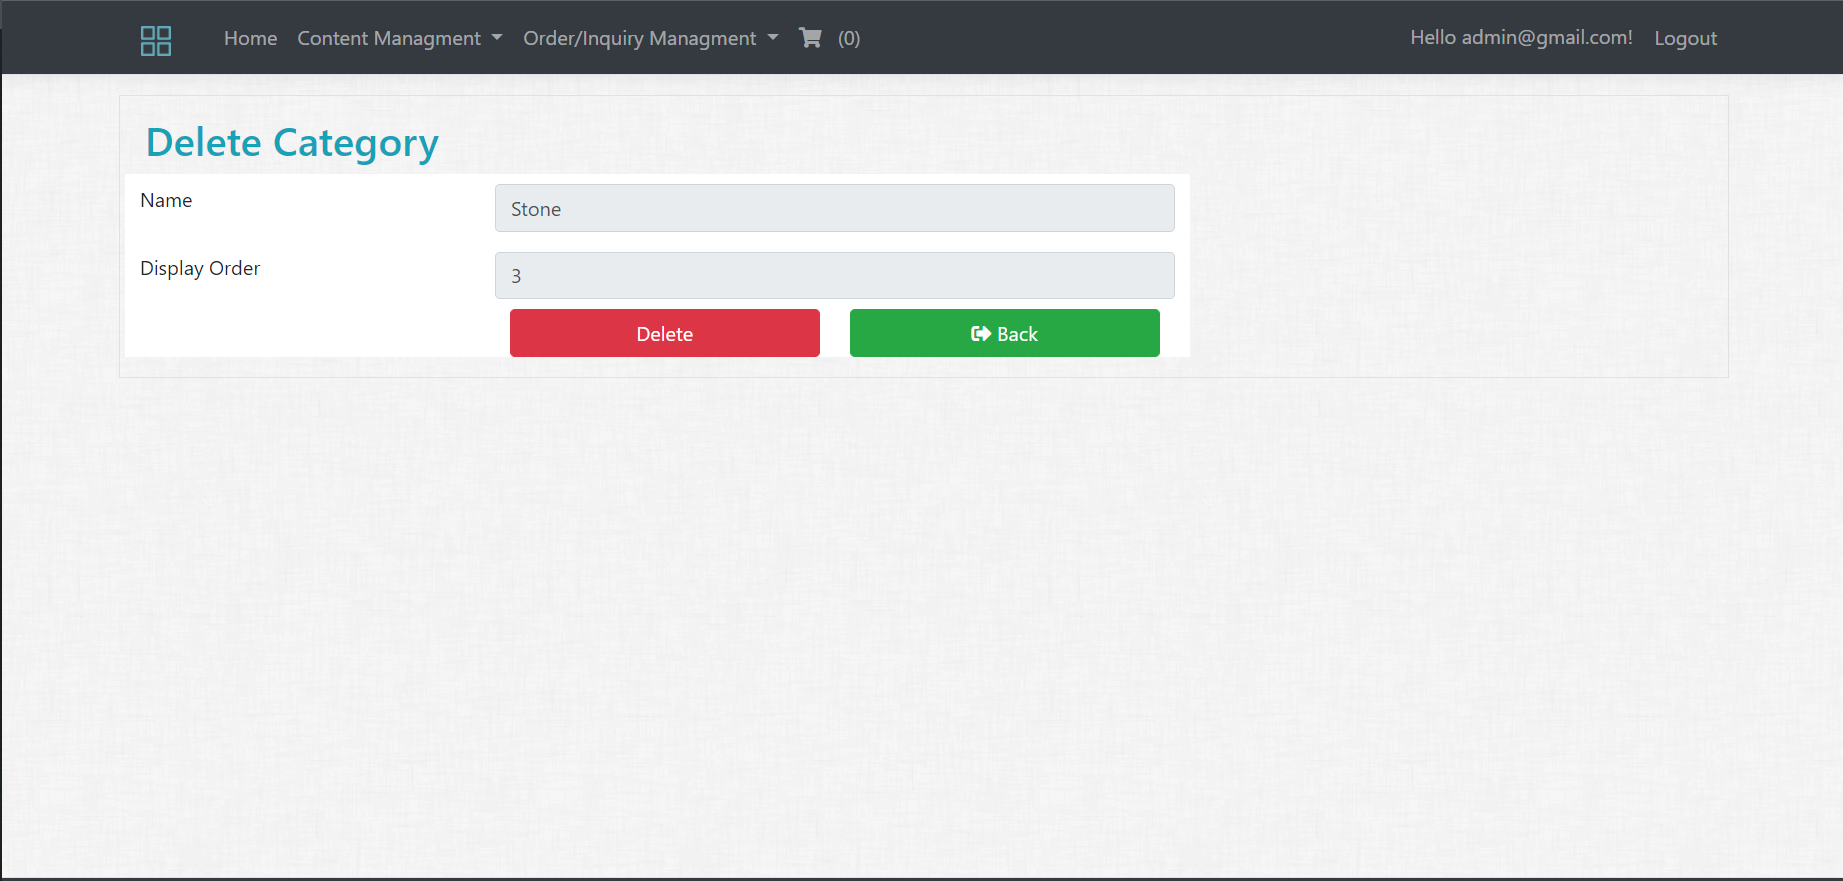 Home Content Managment Order/Inquiry Managment (0) Hello admin@gmail.com! Logout
Delete Category
Name Stone
Display Order 3
Delete Back